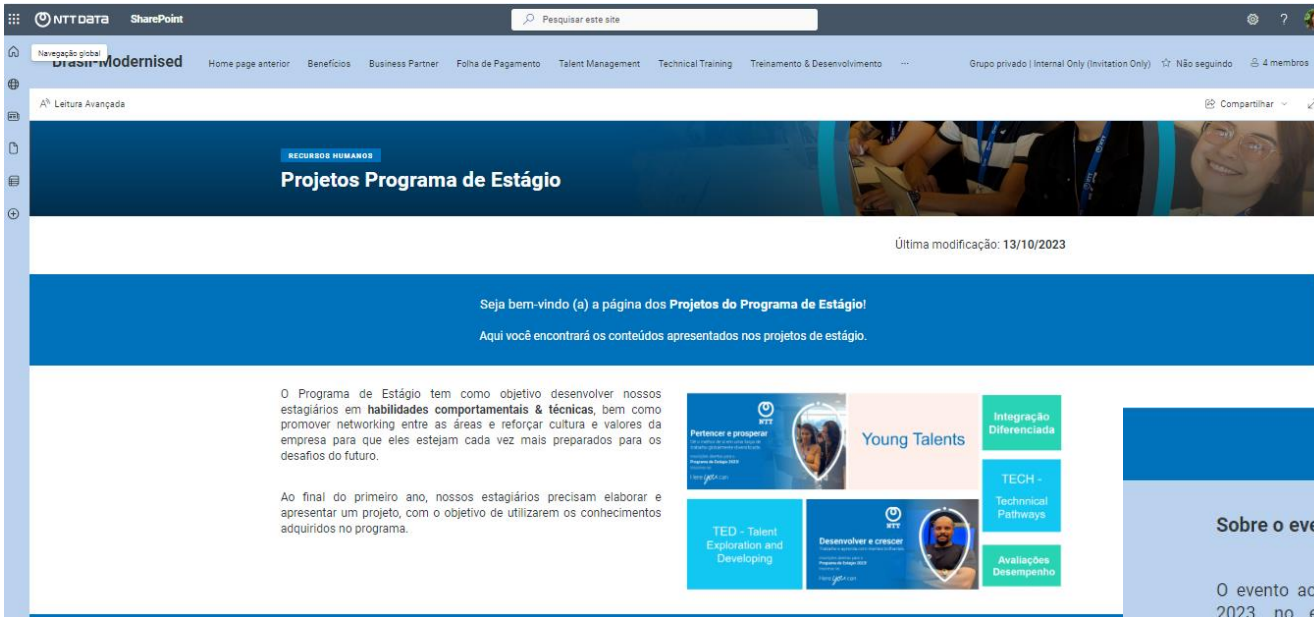 NTT DATA SharePoint
Pesquisar este site
?
Navegação global
Brasil-Modernised
Home page anterior Benefícios Business Partner Folha de Pagamento Talent Management Technical Training Treinamento & Desenvolvimento ...
Grupo privado | Internal Only (Invitation Only) Não seguindo 4 membros
Leitura Avançada
Compartilhar
RECURSOS HUMANOS
Projetos Programa de Estágio
Última modificação: 13/10/2023
Seja bem-vindo (a) a página dos Projetos do Programa de Estágio!
Aqui você encontrará os conteúdos apresentados nos projetos de estágio.
O Programa de Estágio tem como objetivo desenvolver nossos
estagiários em habilidades comportamentais & técnicas, bem como
promover networking entre as áreas e reforçar cultura e valores da
empresa para que eles estejam cada vez mais preparados para os
desafios do futuro.
Ao final do primeiro ano, nossos estagiários precisam elaborar e
apresentar um projeto, com o objetivo de utilizarem os conhecimentos
adquiridos no programa.
NTT
Pertencer e prosperar
Young Talents
Integração
Diferenciada
TECH -
Technnical
Pathways
TED - Talent
Exploration and
Developing
NTT
Desenvolver e crescer
Avaliações
Desempenho
Sobre o eve
O evento ac
2023, no e